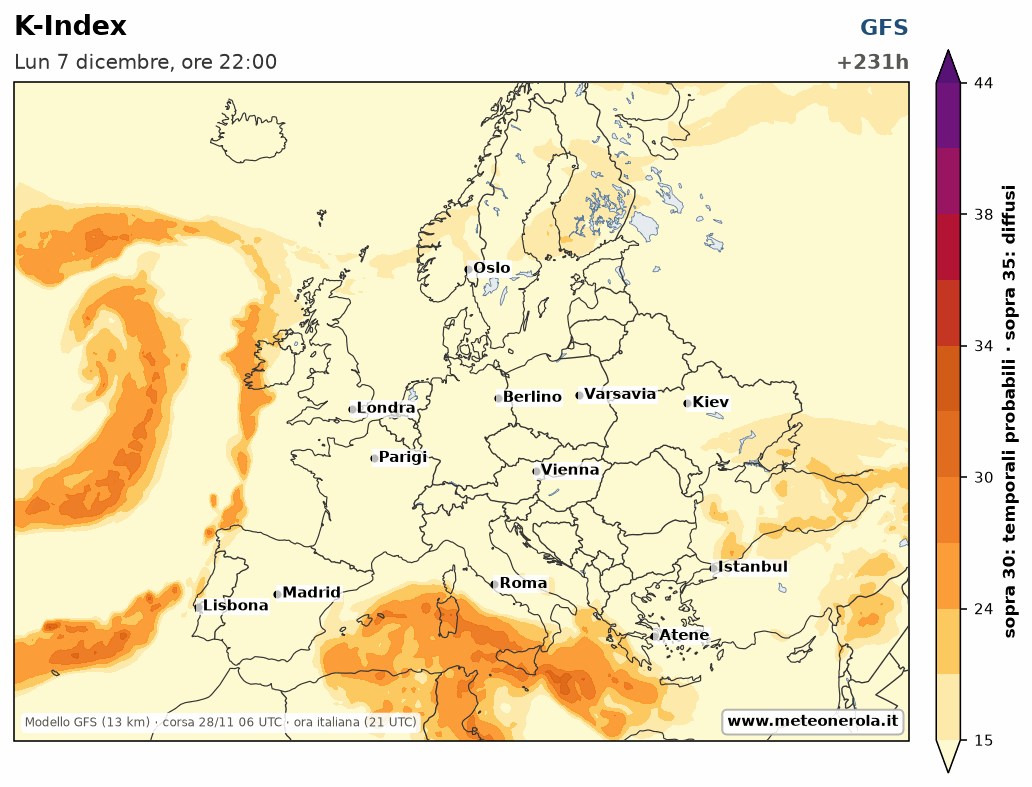 K-Index
GFS
Lun 7 dicembre, ore 22:00
+231h
44
38
34
30
24
15
sopra 30: temporali probabili · sopra 35: diffusi
Oslo
Berlino
Varsavia
Kiev
Londra
Parigi
Vienna
Istanbul
Roma
Madrid
Lisbona
Atene
Modello GFS (13 km) · corsa 28/11 06 UTC · ora italiana (21 UTC)
www.meteonerola.it